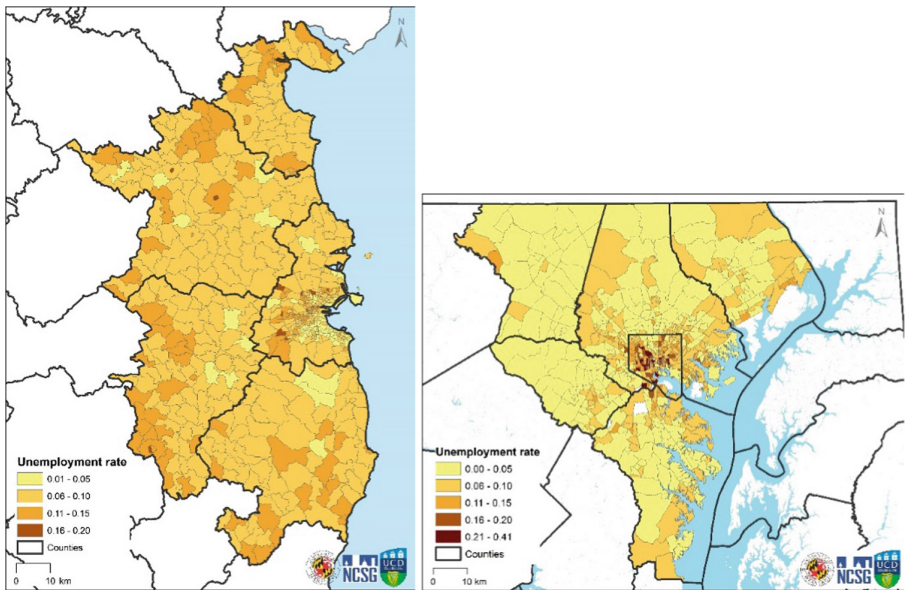 N
Unemployment rate
0.01 - 0.05
0.06 - 0.10
0.11 - 0.15
0.16 - 0.20
Counties
0 10 km
NCSG
UCD
N
Unemployment rate
0.00 - 0.05
0.06 - 0.10
0.11 - 0.15
0.16 - 0.20
0.21 - 0.41
Counties
0 10 km
NCSG
UCD